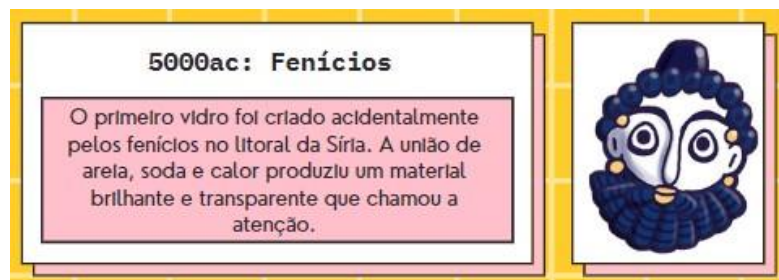 5000ac: Fenícios
O primeiro vidro foi criado acidentalmente
pelos fenícios no litoral da Síria. A união de
areia, soda e calor produziu um material
brilhante e transparente que chamou a
atenção.